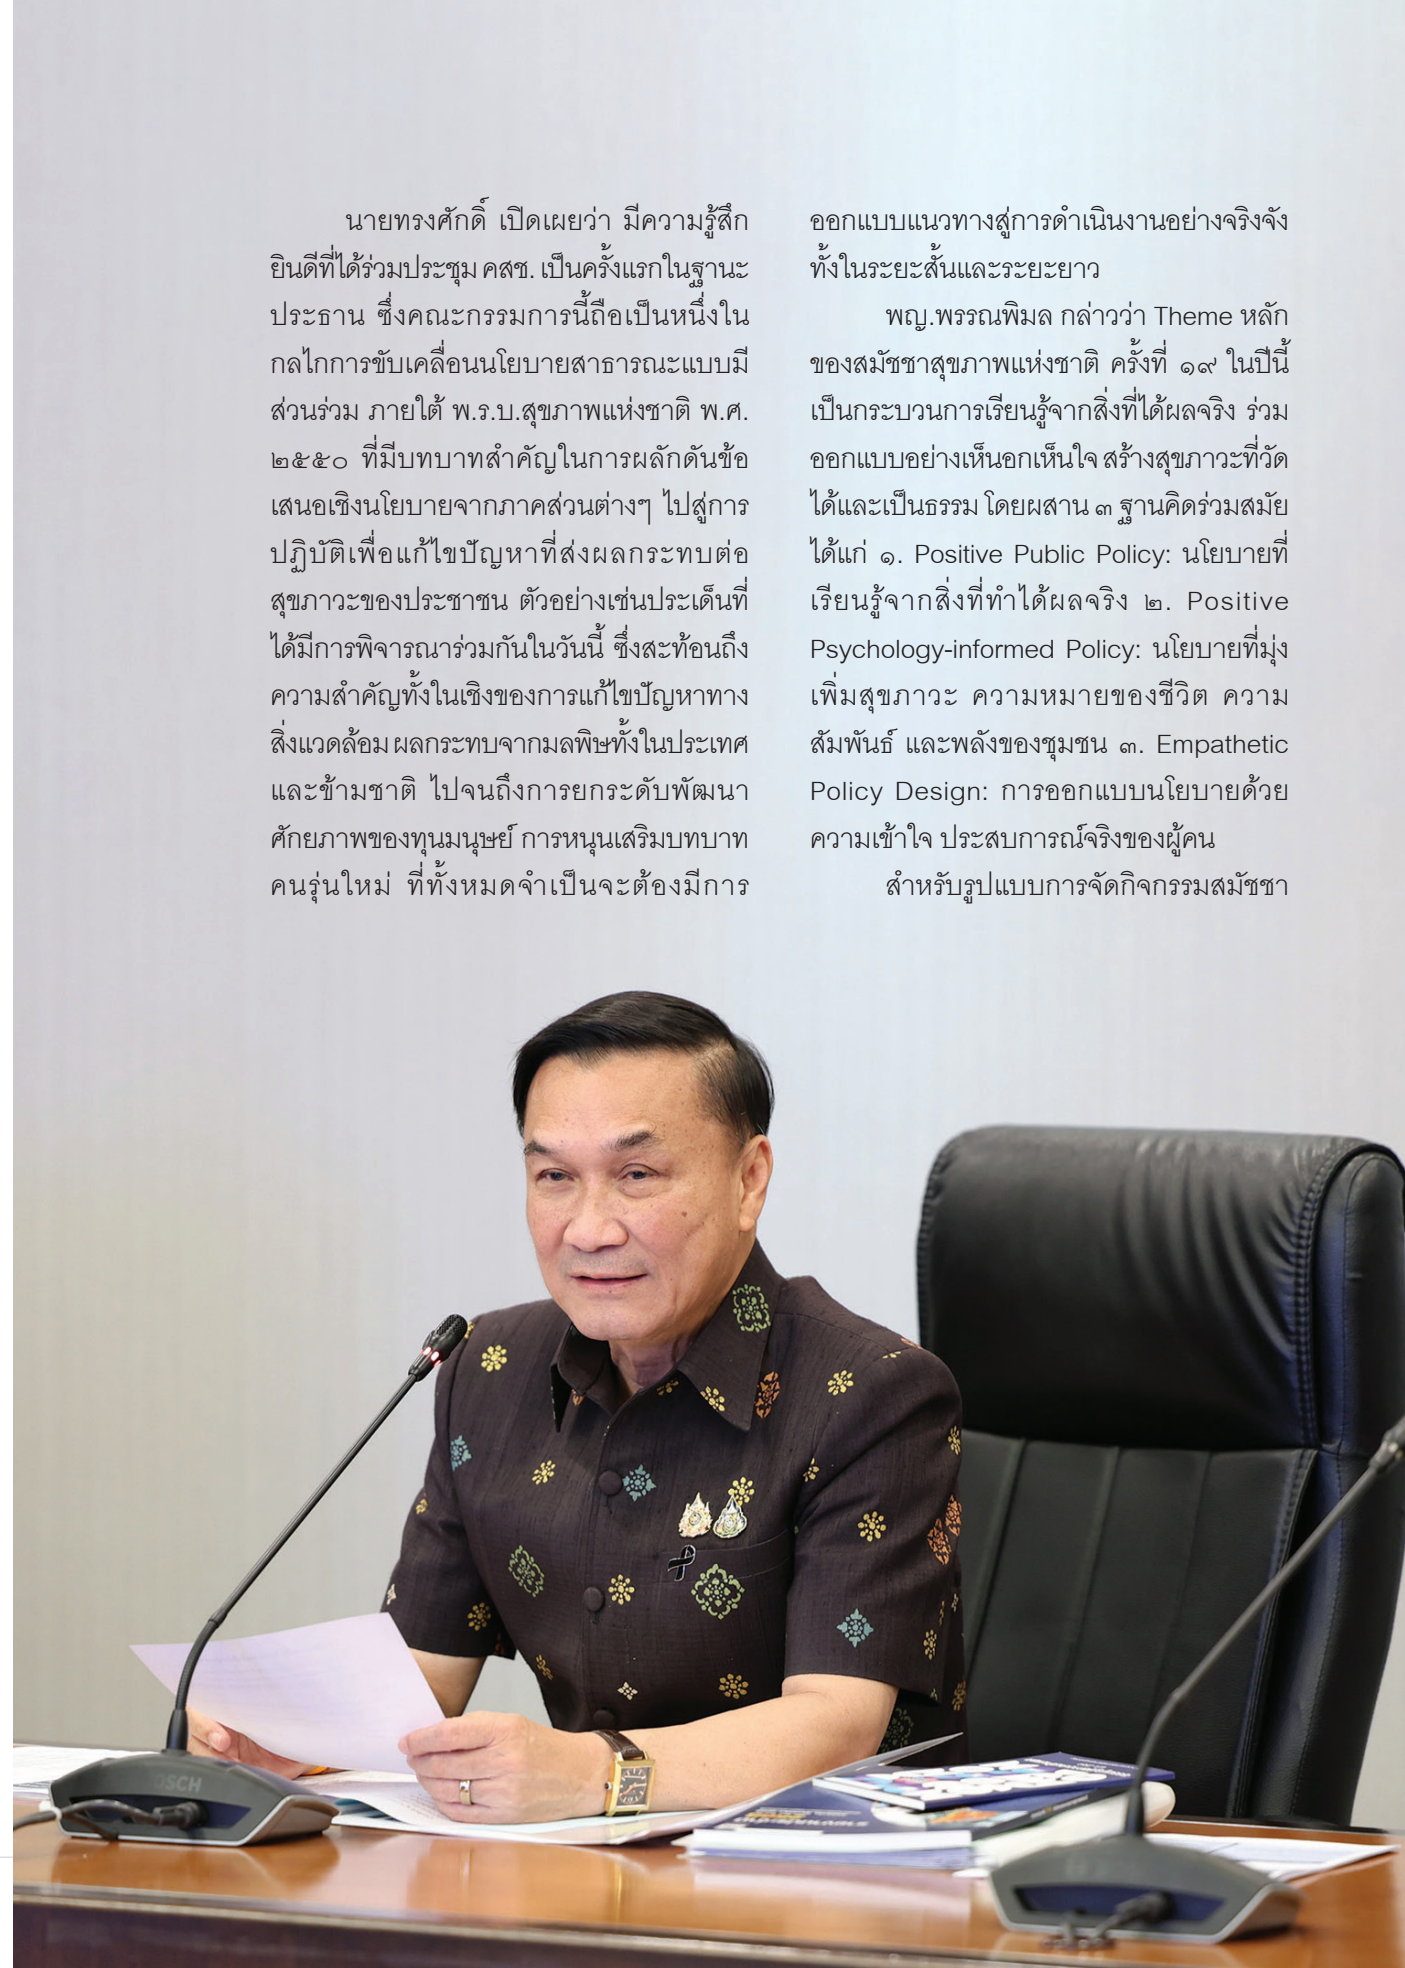 นายทรงศักดิ์ เปิดเผยว่า มีความรู้สึก
ยินดีที่ได้ร่วมประชุม คสช. เป็นครั้งแรกในฐานะ
ประธาน ซึ่งคณะกรรมการนี้ถือเป็นหนึ่งใน
กลไกการขับเคลื่อนนโยบายสาธารณะแบบมี
ส่วนร่วม ภายใต้ พ.ร.บ.สุขภาพแห่งชาติ พ.ศ.
๒๕๕๐ ที่มีบทบาทสำคัญในการผลักดันข้อ
เสนอเชิงนโยบายจากภาคส่วนต่างๆ ไปสู่การ
ปฏิบัติเพื่อแก้ไขปัญหาที่ส่งผลกระทบต่อ
สุขภาวะของประชาชน ตัวอย่างเช่นประเด็นที่
ได้มีการพิจารณาร่วมกันในวันนี้ ซึ่งสะท้อนถึง
ความสำคัญทั้งในเชิงของการแก้ไขปัญหาทาง
สิ่งแวดล้อม ผลกระทบจากมลพิษทั้งในประเทศ
และข้ามชาติ ไปจนถึงการยกระดับพัฒนา
ศักยภาพของทุนมนุษย์ การหนุนเสริมบทบาท
คนรุ่นใหม่ ที่ทั้งหมดจำเป็นจะต้องมีการ
ออกแบบแนวทางสู่การดำเนินงานอย่างจริงจัง
ทั้งในระยะสั้นและระยะยาว
พญ.พรรณพิมล กล่าวว่า Theme หลัก
ของสมัชชาสุขภาพแห่งชาติ ครั้งที่ ๑๙ ในปีนี้
เป็นกระบวนการเรียนรู้จากสิ่งที่ได้ผลจริง ร่วม
ออกแบบอย่างเห็นอกเห็นใจ สร้างสุขภาวะที่วัด
ได้และเป็นธรรม โดยผสาน ๓ ฐานคิดร่วมสมัย
ได้แก่ ๑. Positive Public Policy: นโยบายที่
เรียนรู้จากสิ่งที่ทำได้ผลจริง ๒. Positive
Psychology-informed Policy: นโยบายที่มุ่ง
เพิ่มสุขภาวะ ความหมายของชีวิต ความ
สัมพันธ์ และพลังของชุมชน ๓. Empathetic
Policy Design: การออกแบบนโยบายด้วย
ความเข้าใจ ประสบการณ์จริงของผู้คน
สำหรับรูปแบบการจัดกิจกรรมสมัชชา